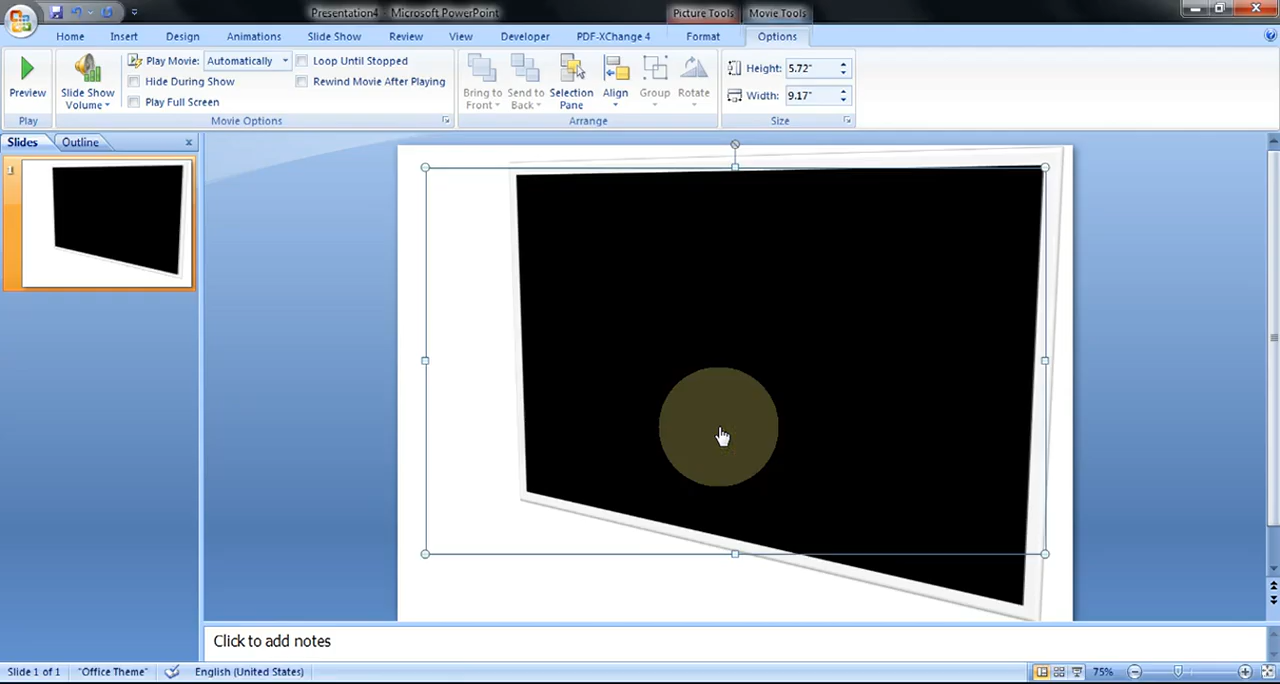 Presentation4 - Microsoft PowerPoint
Picture Tools
Movie Tools
Home
Insert
Design
Animations
Slide Show
Review
View
Developer
PDF-XChange 4
Format
Options
Preview
Play
Slide Show
Volume
Play Movie:
Automatically
Hide During Show
Play Full Screen
Loop Until Stopped
Rewind Movie After Playing
Movie Options
Bring to
Front
Send to
Back
Selection
Pane
Align
Group
Rotate
Arrange
Height:
5.72"
Width:
9.17"
Size
Slides
Outline
1
Click to add notes
Slide 1 of 1
"Office Theme"
English (United States)
75%